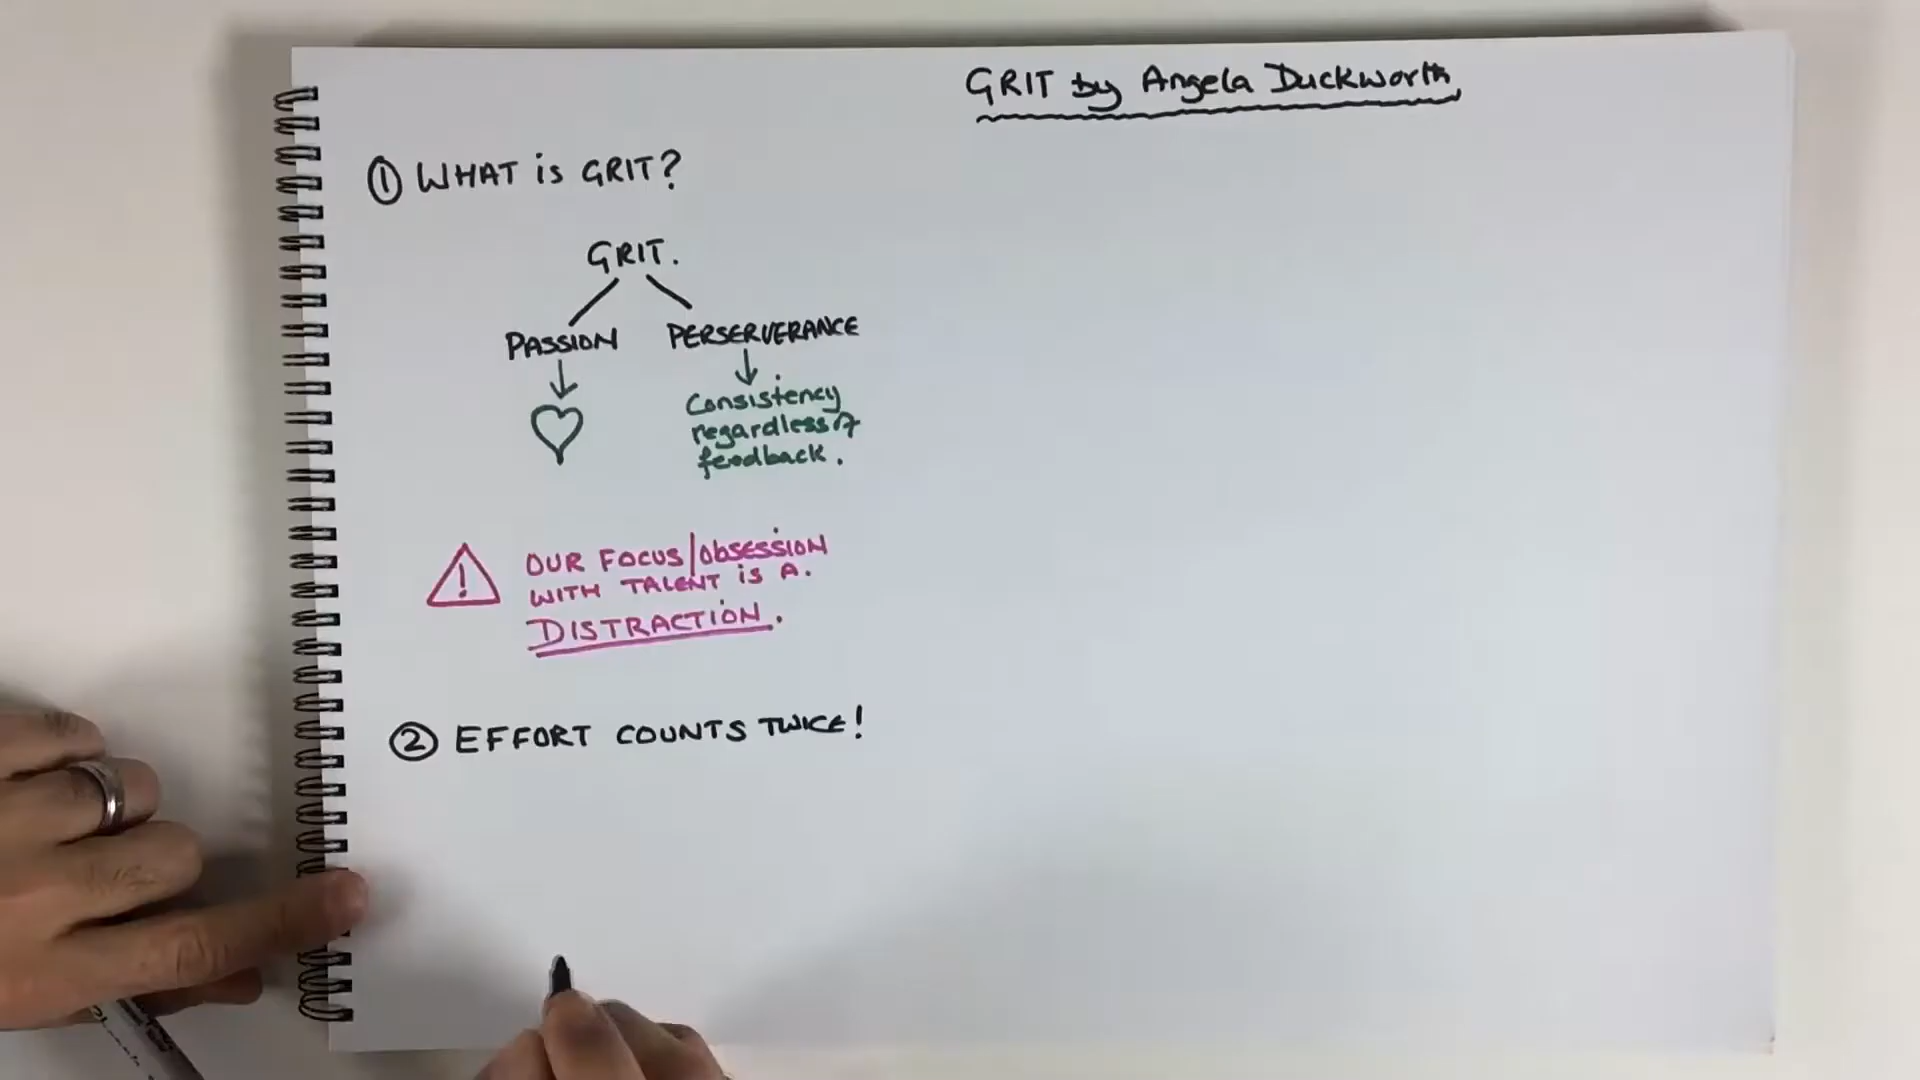 GRIT by Angela Duckworth
① WHAT is GRIT?
GRIT.
PASSION PERSERVERANCE
Consistency
regardless of
feedback.
! OUR FOCUS/OBSESSION
WITH TALENT IS A.
DISTRACTION.
② EFFORT COUNTS TWICE!